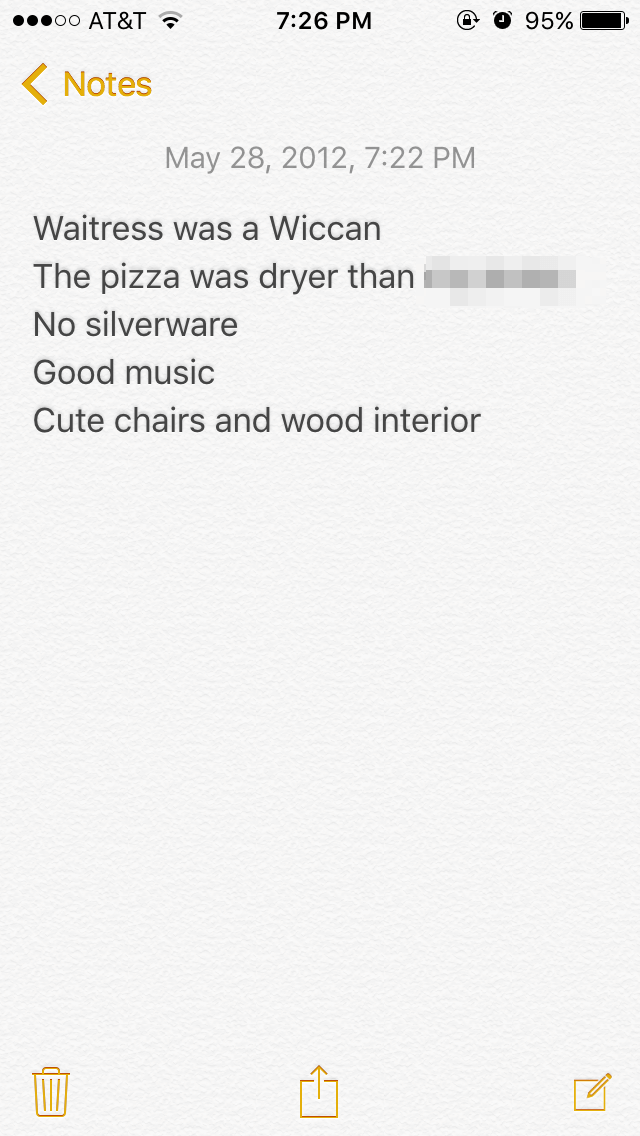 AT&T 7:26 PM 95%
Notes
May 28, 2012, 7:22 PM
Waitress was a Wiccan
The pizza was dryer than
No silverware
Good music
Cute chairs and wood interior